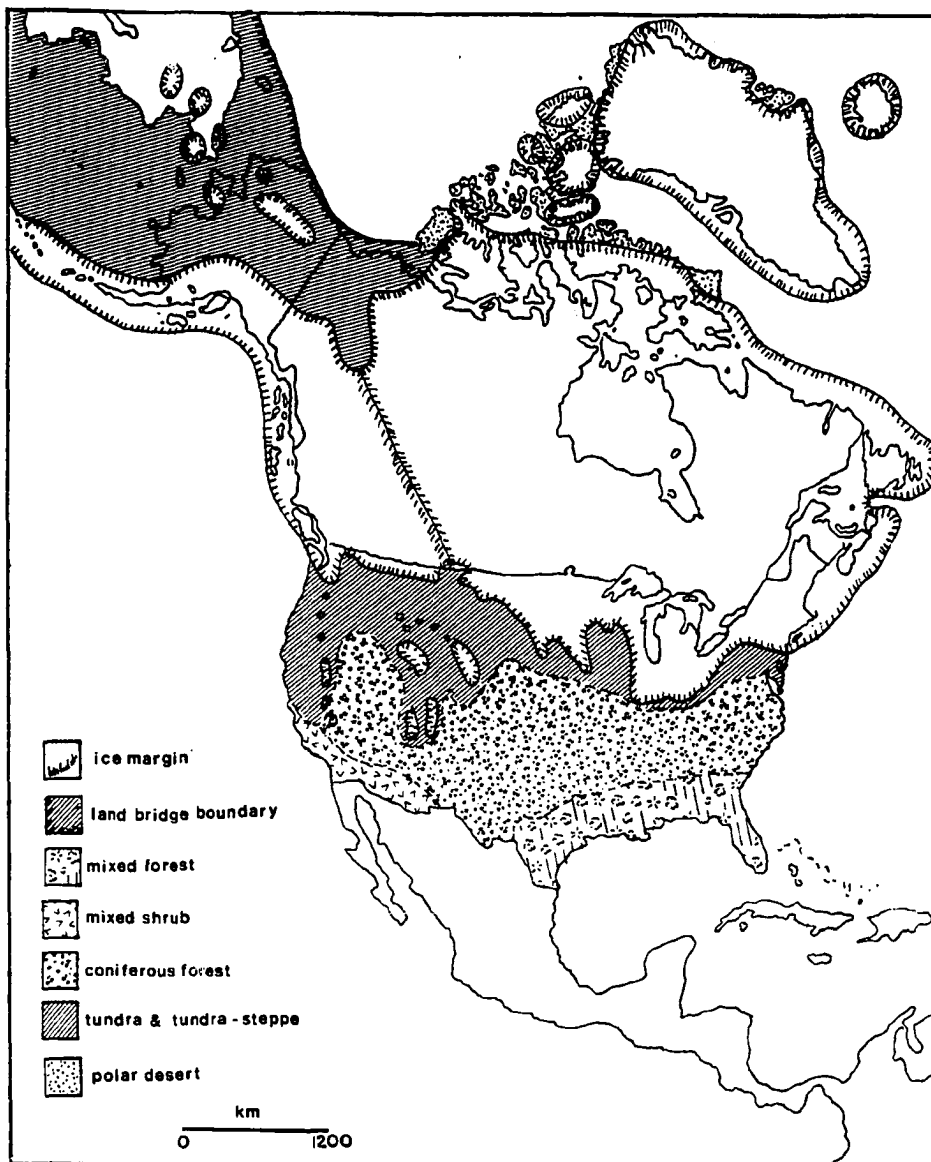 ice margin
land bridge boundary
mixed forest
mixed shrub
coniferous forest
tundra & tundra-steppe
polar desert
km
0 1200